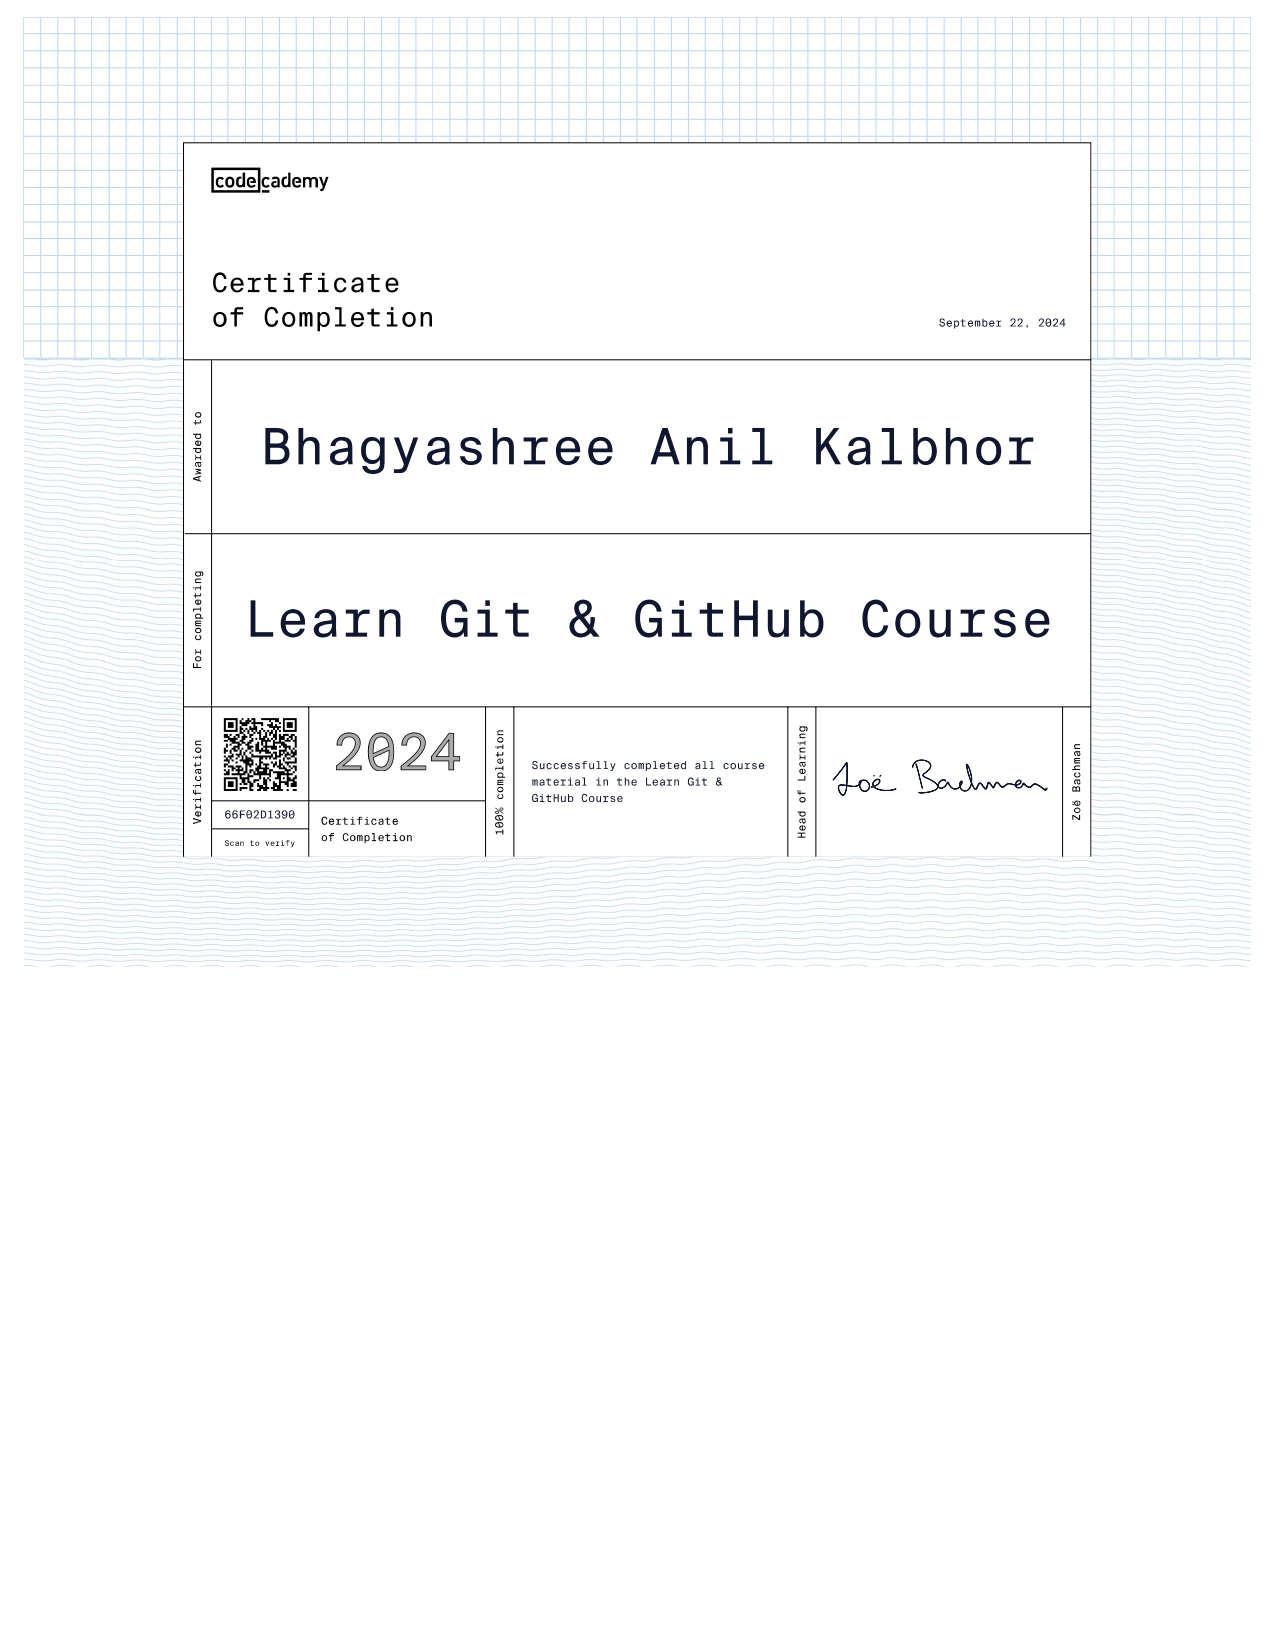 codecademy
Certificate
of Completion
September 22, 2024
Awarded to
Bhagyashree Anil Kalbhor
For completing
Learn Git & GitHub Course
Verification
66F02D1390
Scan to verify
2024
Certificate
of Completion
100% completion
Successfully completed all course
material in the Learn Git &
GitHub Course
Head of Learning
Zoë Bachman
Zoë Bachman